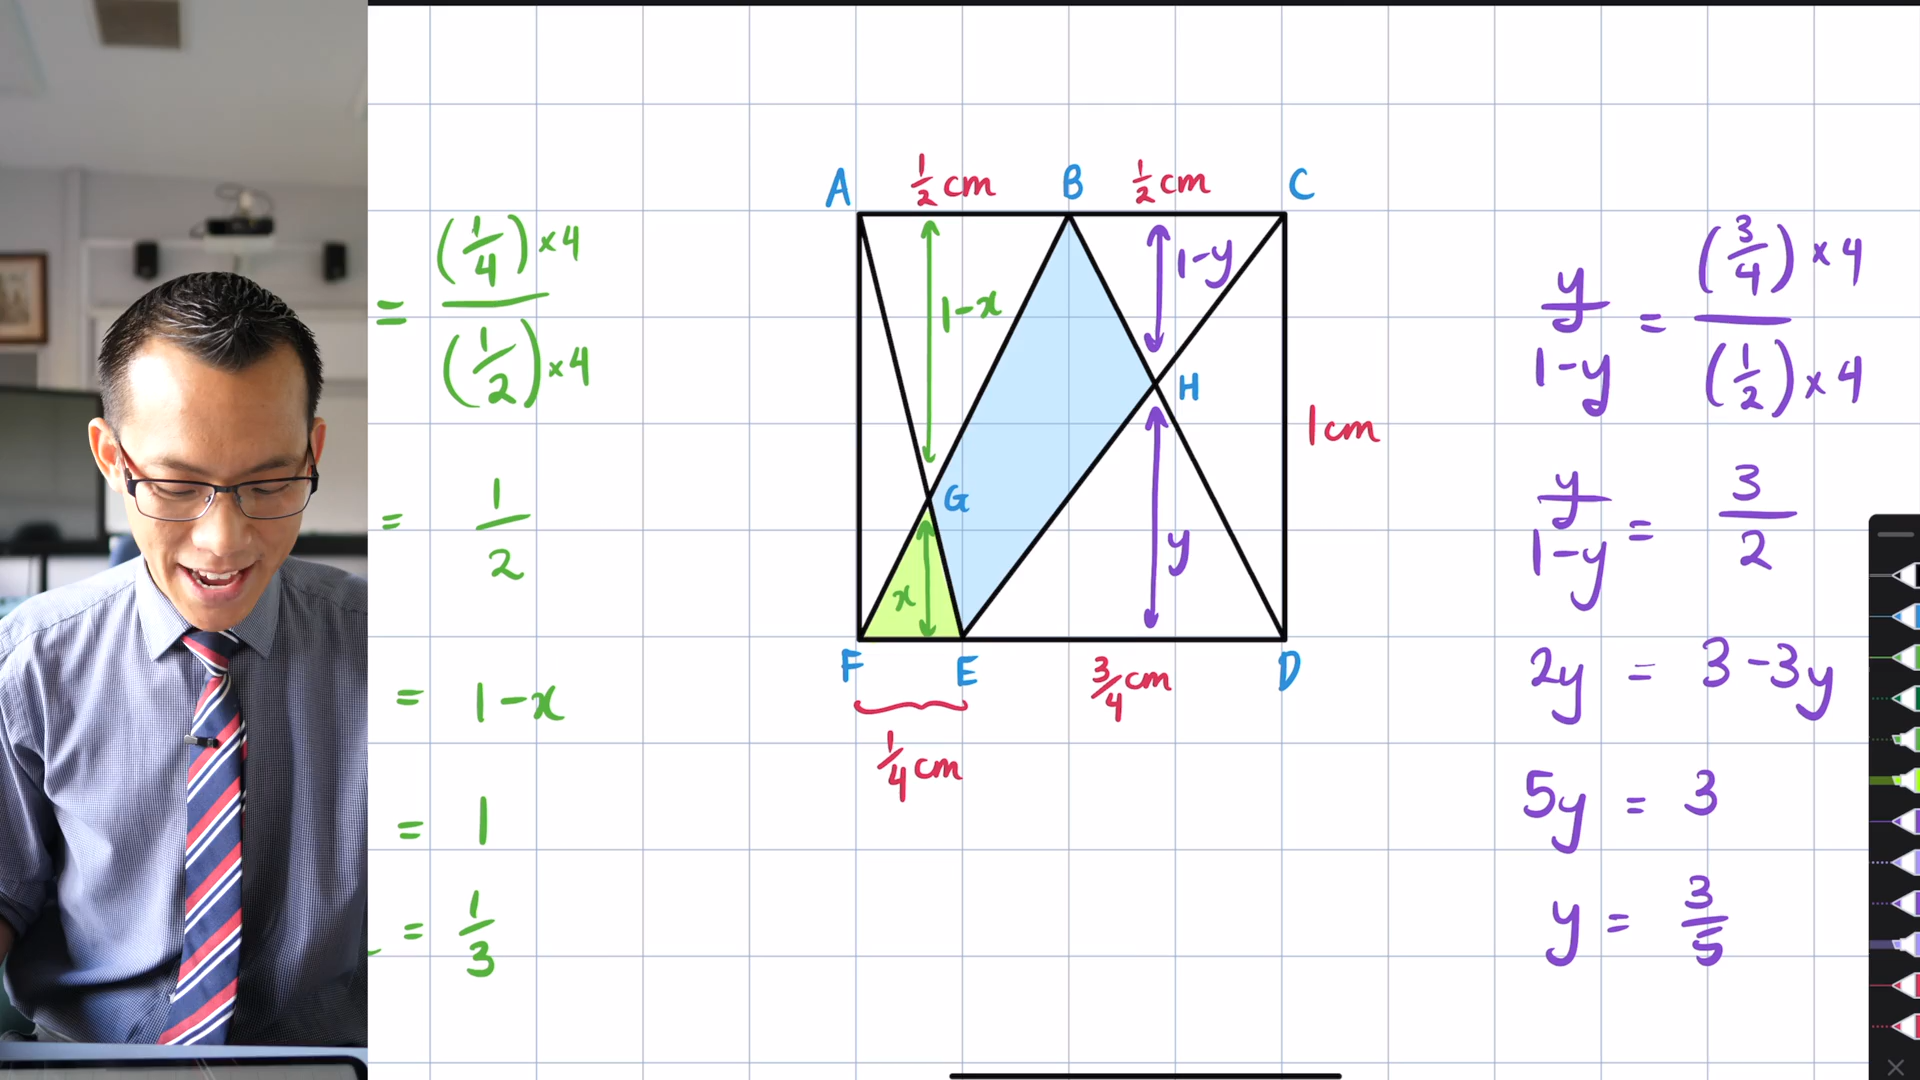 A ½ cm B ½ cm C
= (1/4) × 4 / (1/2) × 4
1-x
1-y
y/1-y = (3/4) × 4 / (1/2) × 4
H
1cm
= 1/2
G
x
y
y/1-y = 3/2
F E ¾ cm D
¼ cm
= 1-x
2y = 3-3y
= 1
5y = 3
= 1/3
y = 3/5